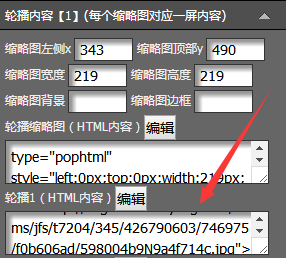 轮播内容【1】(每个缩略图对应一屏内容)
缩略图左侧x 343 缩略图顶部y 490
缩略图宽度 219 缩略图高度 219
缩略图背景 缩略图边框
轮播缩略图（HTML内容） 编辑
type="pophtml"
style="left:0px;top:0px;width:219px;
轮播1（HTML内容） 编辑
ms/jfs/t7204/345/426790603/746975
/f0b606ad/598004b9N9a4f714c.jpg">